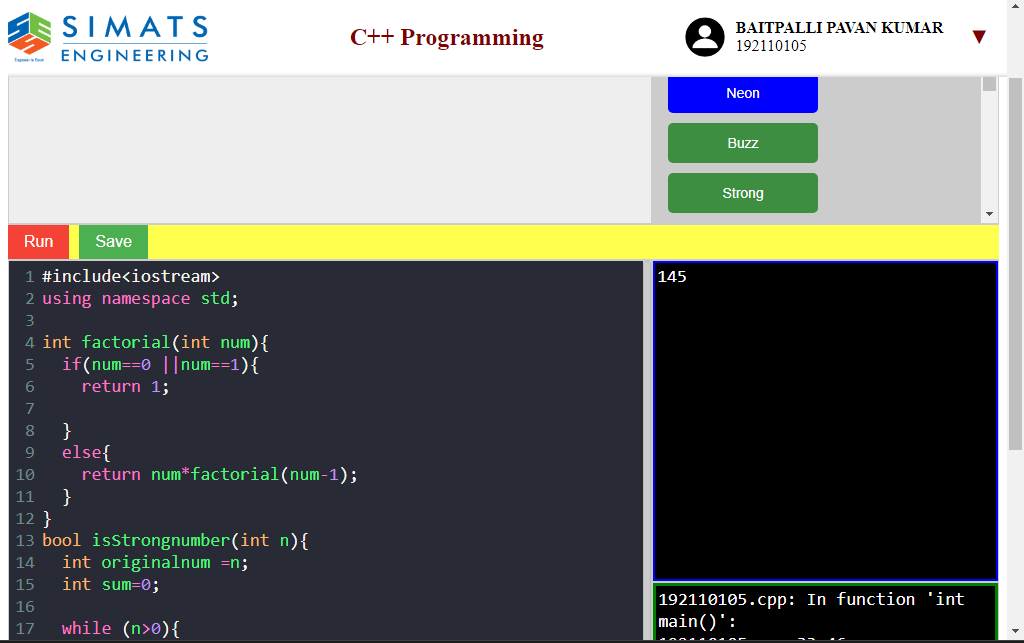 SIMATS
ENGINEERING
Engineer to Excel
C++ Programming
BAITPALLI PAVAN KUMAR
192110105
Neon
Buzz
Strong
Run
Save
1 #include<iostream>
2 using namespace std;
3
4 int factorial(int num){
5 if(num==0 ||num==1){
6 return 1;
7
8 }
9 else{
10 return num*factorial(num-1);
11 }
12 }
13 bool isStrongnumber(int n){
14 int originalnum =n;
15 int sum=0;
16
17 while (n>0){
145
192110105.cpp: In function 'int
main()':